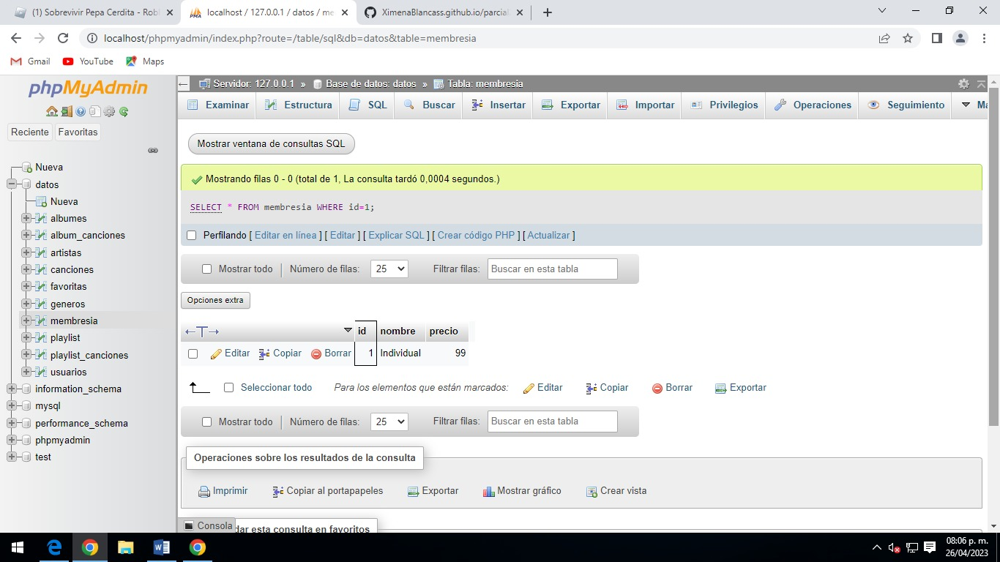 (1) Sobrevivir Pepa Cerdita - Robl
localhost / 127.0.0.1 / datos / me
XimenaBlancass.github.io/parcial
localhost/phpmyadmin/index.php?route=/table/sql&db=datos&table=membresia
Gmail YouTube Maps
phpMyAdmin
Reciente Favoritas
Nueva
datos
Nueva
albumes
album_canciones
artistas
canciones
favoritas
generos
membresia
playlist
playlist_canciones
usuarios
information_schema
mysql
performance_schema
phpmyadmin
test
Servidor: 127.0.0.1 » Base de datos: datos » Tabla: membresia
Examinar Estructura SQL Buscar Insertar Exportar Importar Privilegios Operaciones Seguimiento Má
Mostrar ventana de consultas SQL
Mostrando filas 0 - 0 (total de 1, La consulta tardó 0,0004 segundos.)
SELECT * FROM membresia WHERE id=1;
Perfilando [ Editar en línea ] [ Editar ] [ Explicar SQL ] [ Crear código PHP ] [ Actualizar ]
Mostrar todo Número de filas: 25 Filtrar filas: Buscar en esta tabla
Opciones extra
←T→ id nombre precio
Editar Copiar Borrar 1 Individual 99
Seleccionar todo Para los elementos que están marcados: Editar Copiar Borrar Exportar
Mostrar todo Número de filas: 25 Filtrar filas: Buscar en esta tabla
Operaciones sobre los resultados de la consulta
Imprimir Copiar al portapapeles Exportar Mostrar gráfico Crear vista
Consola dar esta consulta en favoritos
08:06 p. m.
26/04/2023